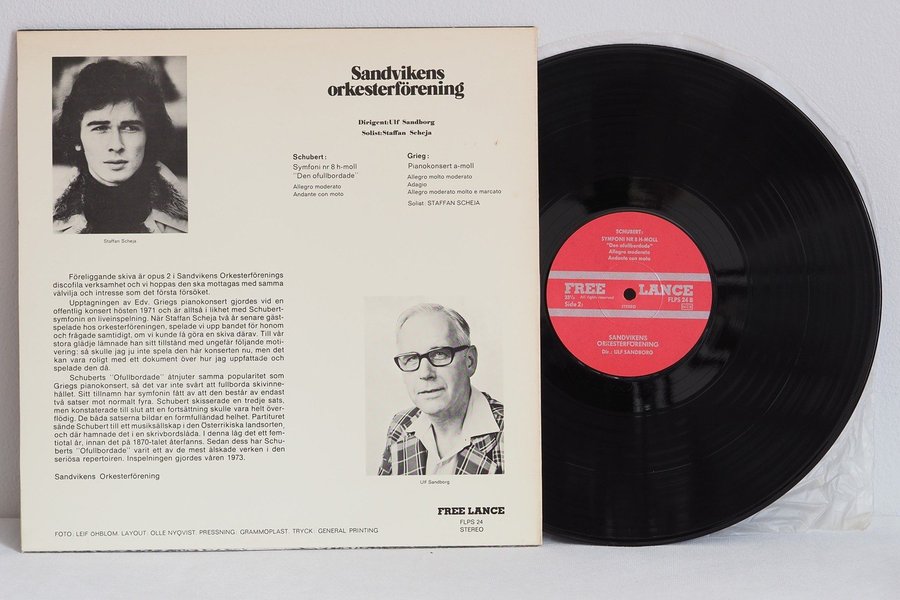 Sandvikens
orkesterförening
Dirigent: Ulf Sandborg
Solist: Staffan Scheja
Schubert:
Symfoni nr 8 h-moll
"Den ofullbordade"
Allegro moderato
Andante con moto
Grieg:
Pianokonsert a-moll
Allegro molto moderato
Adagio
Allegro moderato molto e marcato
Solist: STAFFAN SCHEJA
Staffan Scheja
Föreliggande skiva är opus 2 i Sandvikens Orkesterförenings
discofila verksamhet och vi hoppas den ska mottagas med samma
välvilja och intresse som det första försöket.
Upptagningen av Edv. Griegs pianokonsert gjordes vid en
offentlig konsert hösten 1971 och är alltså i likhet med Schubert-
symfonin en liveinspelning. När Staffan Scheja två år senare gäst-
spelade hos orkesterföreningen, spelade vi upp bandet för honom
och frågade samtidigt, om vi kunde få göra en skiva därav. Till vår
stora glädje lämnade han sitt tillstånd med ungefär följande moti-
vering: så skulle jag ju inte spela den här konserten nu, men det
kan vara roligt med ett dokument över hur jag uppfattade och
spelade den då.
Schuberts "Ofullbordade" åtnjuter samma popularitet som
Griegs pianokonsert, så det var inte svårt att fullborda skivinne-
hållet. Sitt tillnamn har symfonin fått av att den består av endast
två satser mot normalt fyra. Schubert skisserade en tredje sats,
men konstaterade till slut att en fortsättning skulle vara helt över-
flödig. De båda satserna bildar en formfulländad helhet. Partituret
sände Schubert till ett musiksällskap i den Österrikiska landsorten,
och där hamnade det i en skrivbordslåda. I denna låg det ett fem-
tiotal år, innan det på 1870-talet återfanns. Sedan dess har Schu-
berts "Ofullbordade" varit ett av de mest älskade verken i den
seriösa repertoiren. Inspelningen gjordes våren 1973.
Sandvikens Orkesterförening
Ulf Sandborg
FREE LANCE
FLPS 24
STEREO
FOTO: LEIF ÖHBLOM. LAYOUT: OLLE NYQVIST. PRESSNING: GRAMMOPLAST. TRYCK: GENERAL PRINTING
SCHUBERT:
SYMFONI NR 8 H-MOLL
"Den ofullbordade"
Allegro moderato
Andante con moto
FREE LANCE
33⅓ All rights reserved FLPS 24 B
Side 2: STEREO
SANDVIKENS
ORKESTERFÖRENING
Dir.: ULF SANDBORG